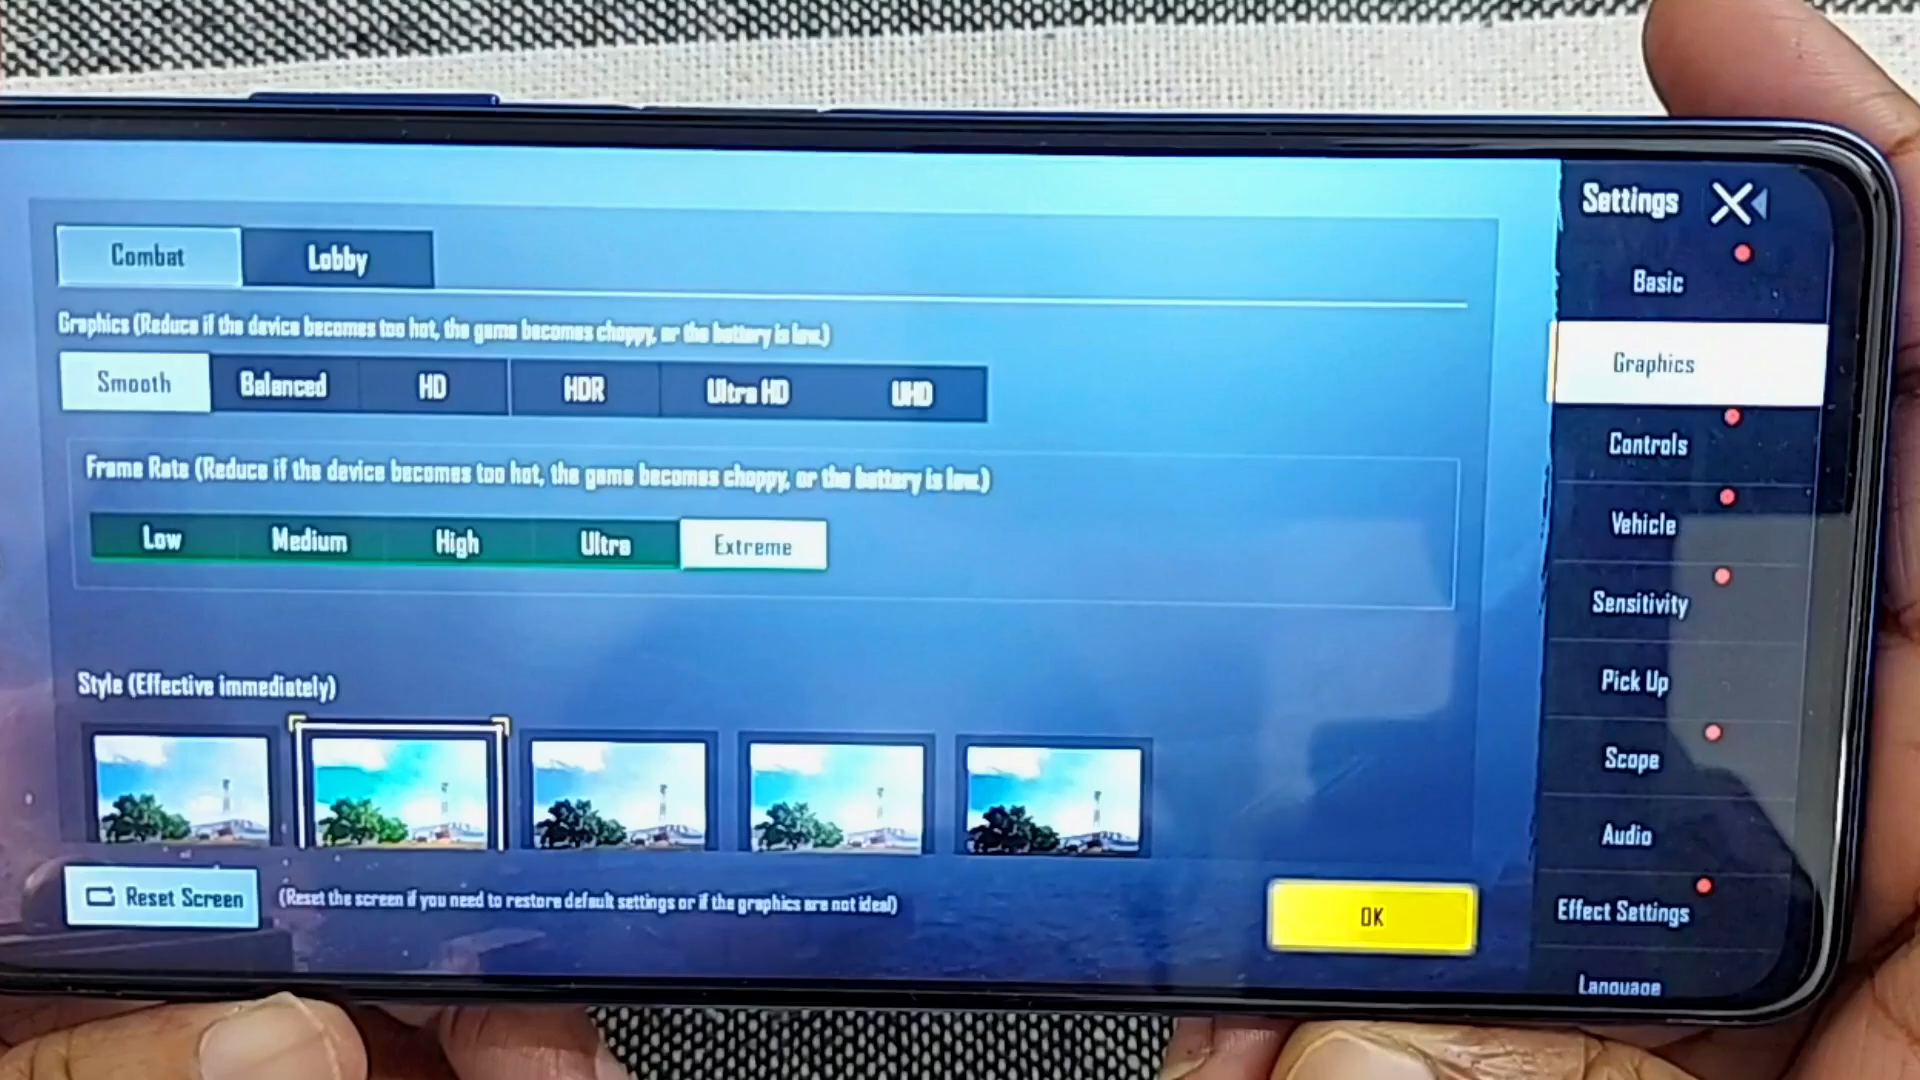 Settings
Combat Lobby
Graphics (Reduce if the device becomes too hot, the game becomes choppy, or the battery is low.)
Smooth Balanced HD HDR Ultra HD UHD
Frame Rate (Reduce if the device becomes too hot, the game becomes choppy, or the battery is low.)
Low Medium High Ultra Extreme
Style (Effective immediately)
Reset Screen (Reset the screen if you need to restore default settings or if the graphics are not ideal)
OK
Basic
Graphics
Controls
Vehicle
Sensitivity
Pick Up
Scope
Audio
Effect Settings
Language